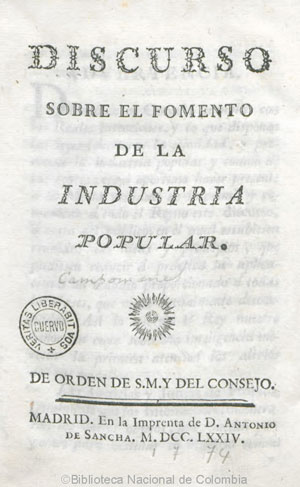 DISCURSO
SOBRE EL FOMENTO
DE LA
INDUSTRIA
POPULAR.
VERITAS LIBERABIT VOS
CUERVO
DE ORDEN DE S.M.Y DEL CONSEJO.
MADRID. En la Imprenta de D. ANTONIO
DE SANCHA. M. DCC. LXXIV.
1774
©Biblioteca Nacional de Colombia